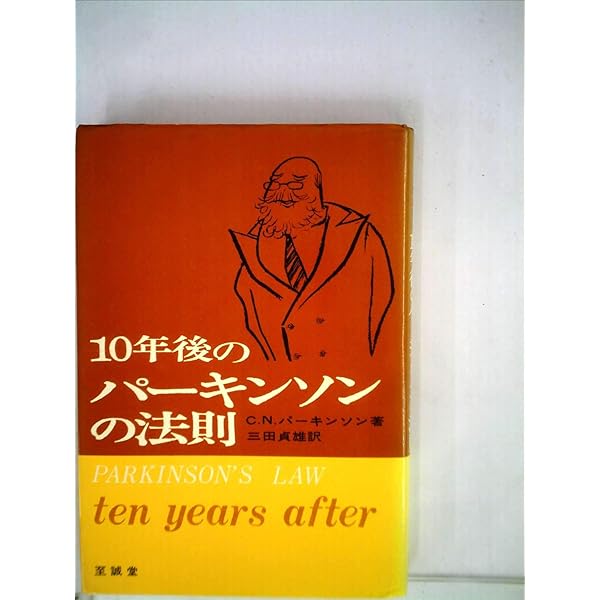 10年後の
パーキンソン
の法則
C.N.パーキンソン著
三田貞雄訳
PARKINSON'S LAW
ten years after
至誠堂